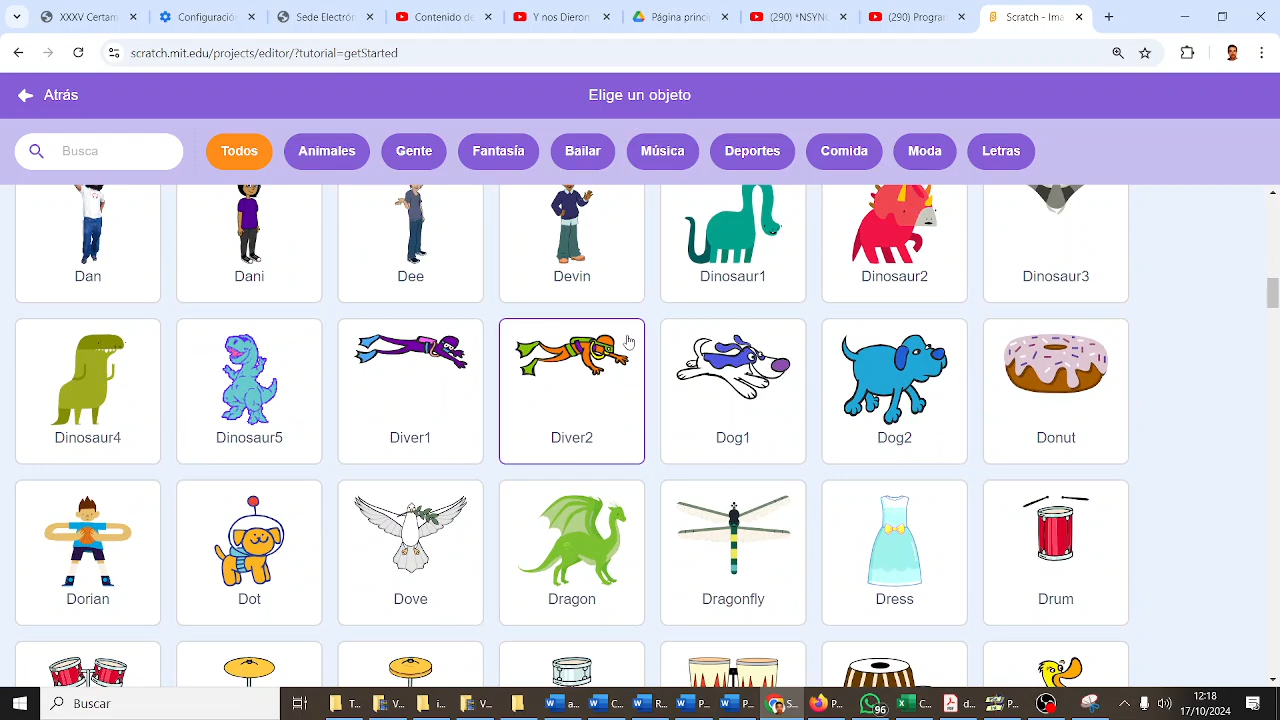 XXXV Certam
Configuració
Sede Electrón
Contenido de
Y nos Dieron
Página princi
(290) *NSYNC
(290) Program
Scratch - Ima
scratch.mit.edu/projects/editor/?tutorial=getStarted
Atrás
Elige un objeto
Busca
Todos
Animales
Gente
Fantasía
Bailar
Música
Deportes
Comida
Moda
Letras
Dan
Dani
Dee
Devin
Dinosaur1
Dinosaur2
Dinosaur3
Dinosaur4
Dinosaur5
Diver1
Diver2
Dog1
Dog2
Donut
Dorian
Dot
Dove
Dragon
Dragonfly
Dress
Drum
Buscar
96
12:18
17/10/2024